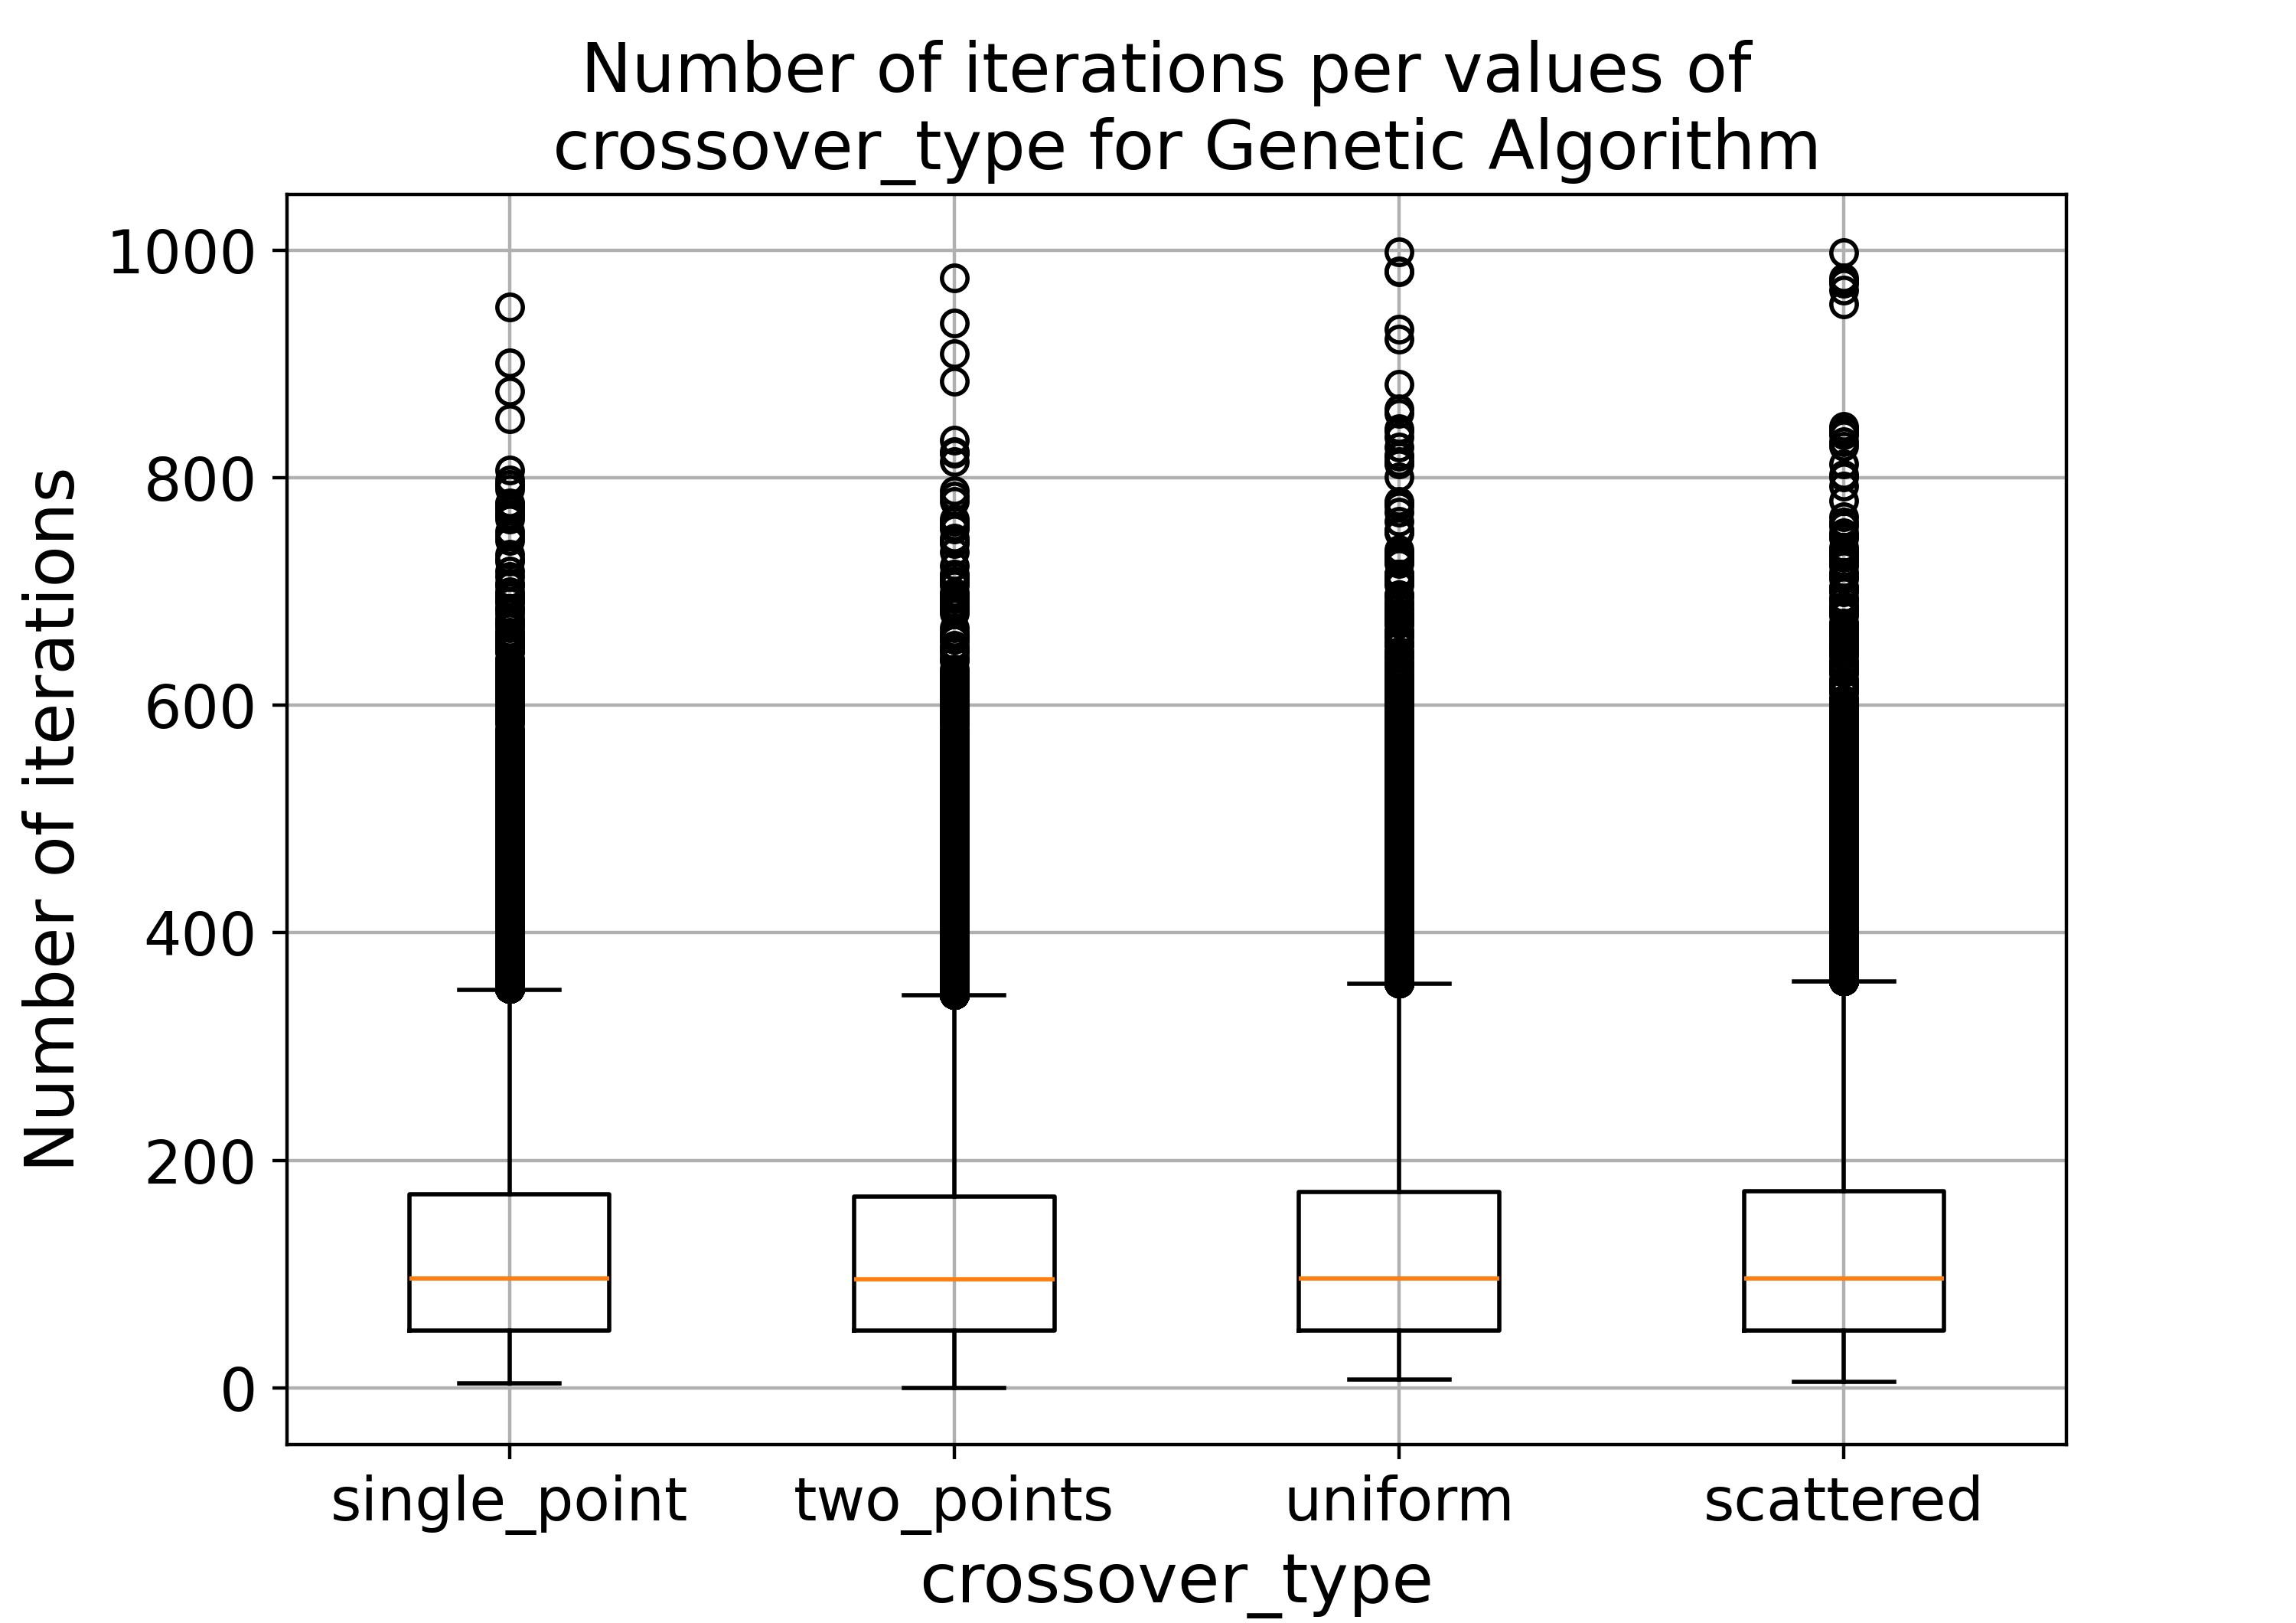 Number of iterations per values of
crossover_type for Genetic Algorithm
Number of iterations
1000
800
600
400
200
0
single_point two_points uniform scattered
crossover_type